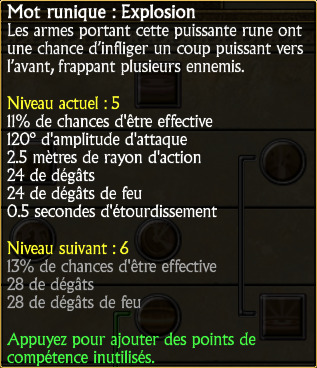 Mot runique : Explosion
Les armes portant cette puissante rune ont
une chance d'infliger un coup puissant vers
l'avant, frappant plusieurs ennemis.
Niveau actuel : 5
11% de chances d'être effective
120° d'amplitude d'attaque
2.5 mètres de rayon d'action
24 de dégâts
24 de dégâts de feu
0.5 secondes d'étourdissement
Niveau suivant : 6
13% de chances d'être effective
28 de dégâts
28 de dégâts de feu
Appuyez pour ajouter des points de
compétence inutilisés.